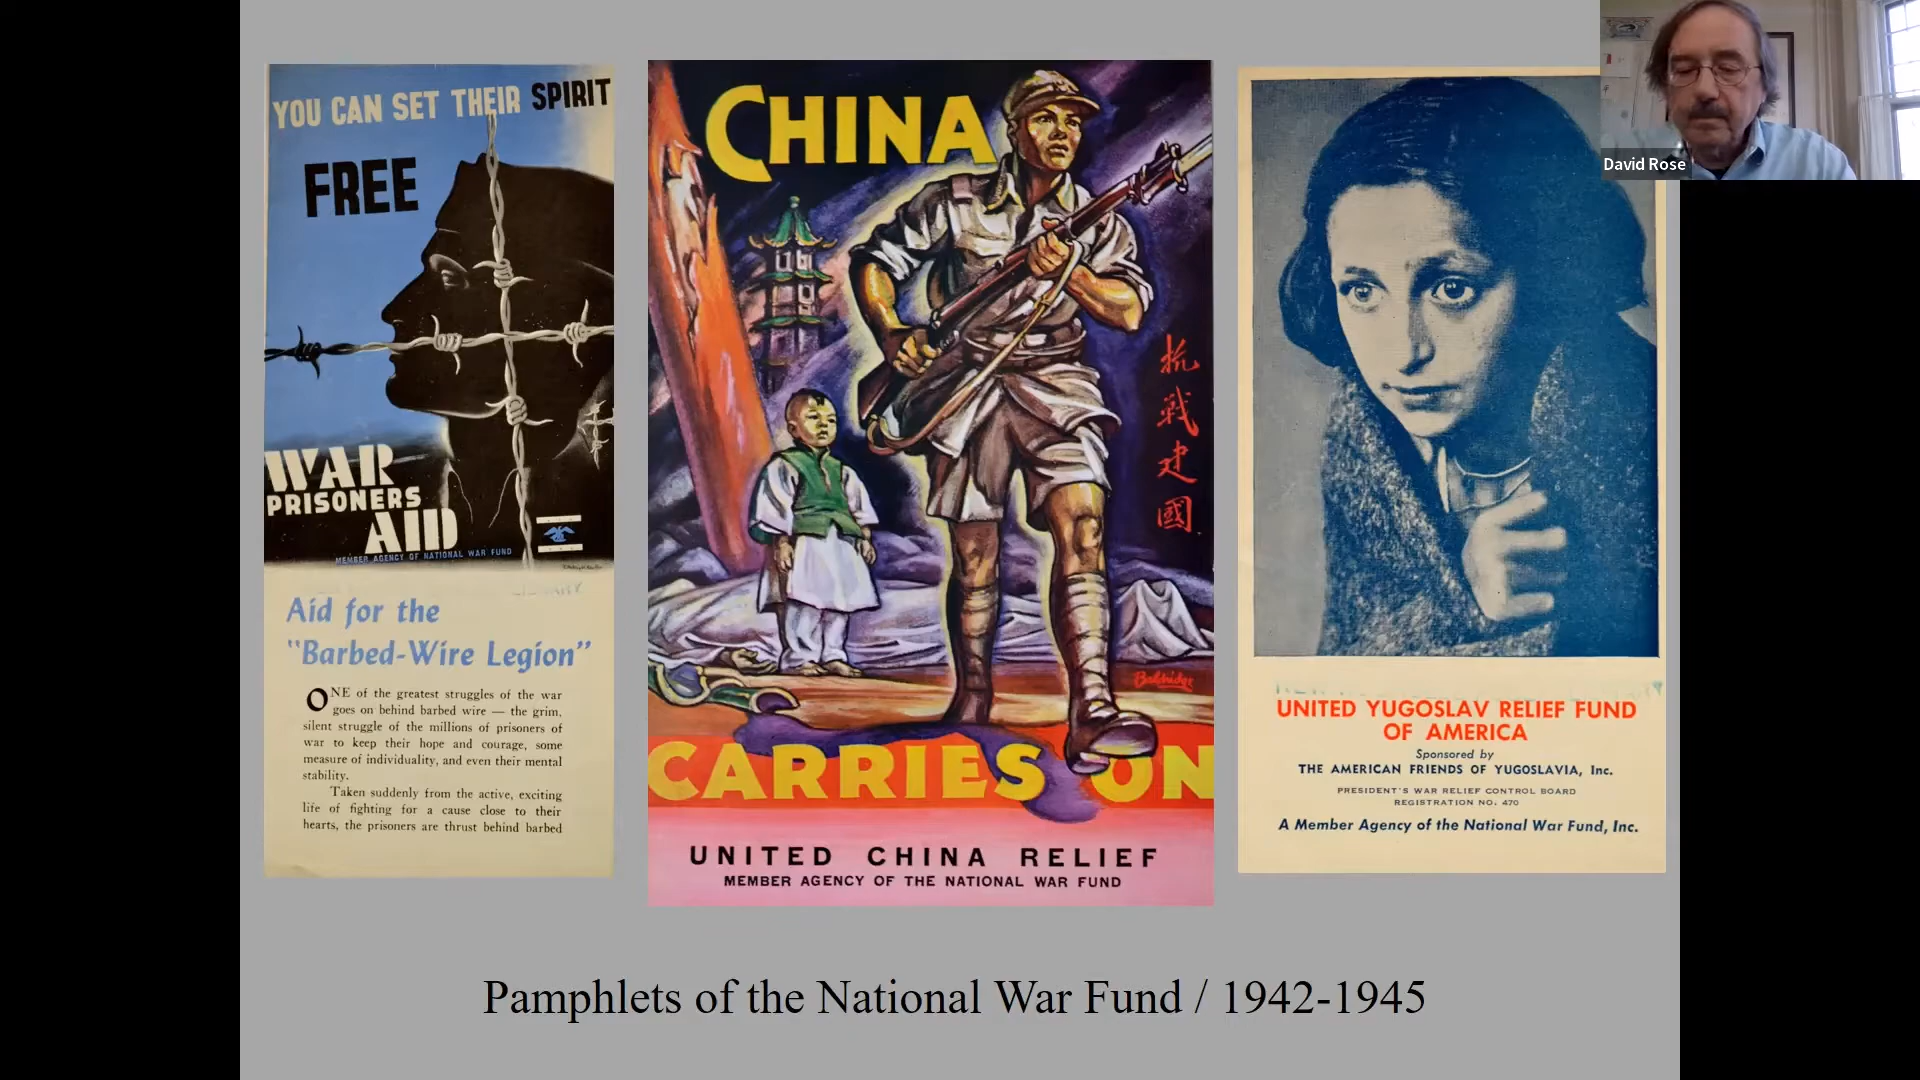 YOU CAN SET THEIR SPIRIT
FREE
WAR
PRISONERS
AID
MEMBER AGENCY OF NATIONAL WAR FUND
Aid for the
"Barbed-Wire Legion"
ONE of the greatest struggles of the war
goes on behind barbed wire — the grim,
silent struggle of the millions of prisoners of
war to keep their hope and courage, some
measure of individuality, and even their mental
stability.
Taken suddenly from the active, exciting
life of fighting for a cause close to their
hearts, the prisoners are thrust behind barbed
CHINA
抗戰建國
Baldridge
CARRIES ON
UNITED CHINA RELIEF
MEMBER AGENCY OF THE NATIONAL WAR FUND
UNITED YUGOSLAV RELIEF FUND
OF AMERICA
Sponsored by
THE AMERICAN FRIENDS OF YUGOSLAVIA, Inc.
PRESIDENT'S WAR RELIEF CONTROL BOARD
REGISTRATION NO. 470
A Member Agency of the National War Fund, Inc.
David Rose
Pamphlets of the National War Fund / 1942-1945